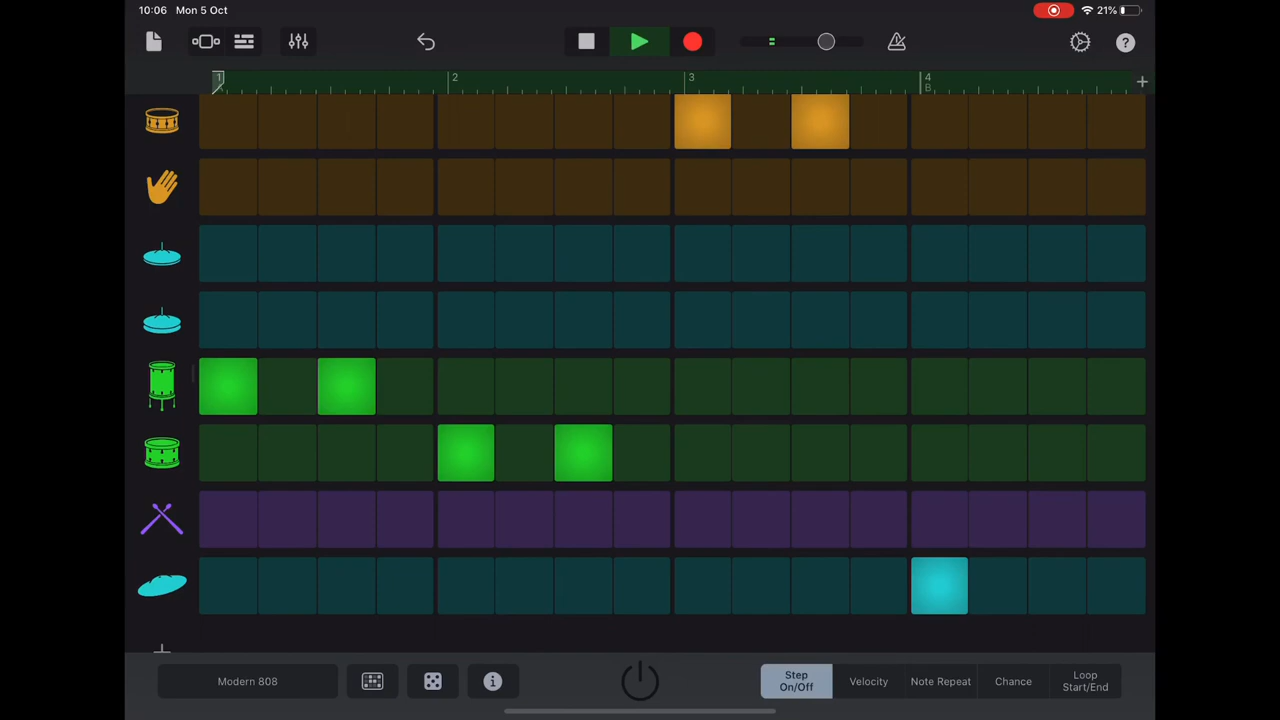 10:06 Mon 5 Oct
21%
1 2 3 4
A B
Modern 808
Step
On/Off
Velocity
Note Repeat
Chance
Loop
Start/End